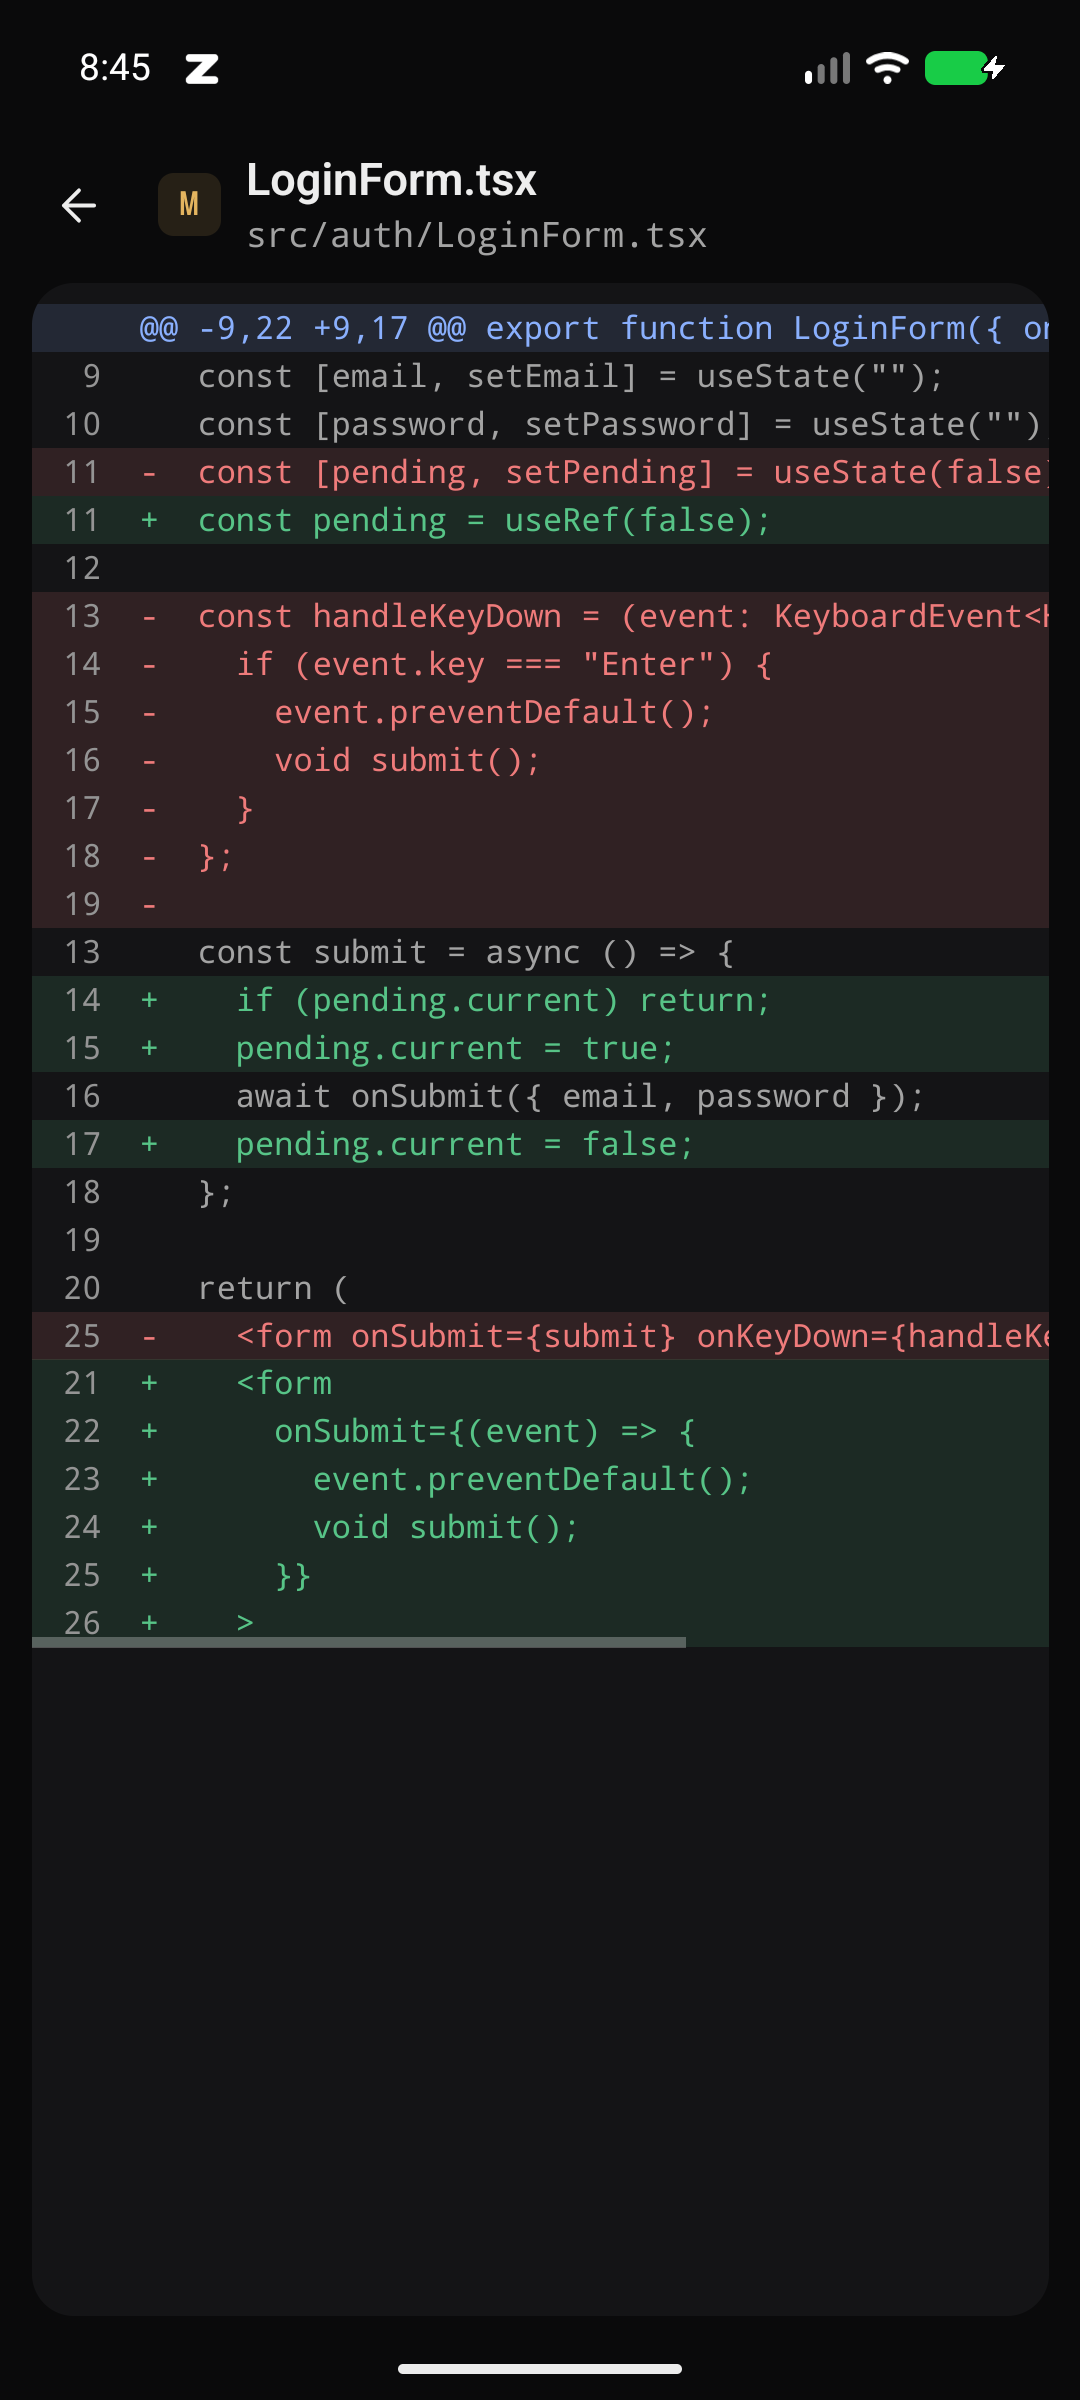 8:45
M
LoginForm.tsx
src/auth/LoginForm.tsx
@@ -9,22 +9,17 @@ export function LoginForm({ on
9 const [email, setEmail] = useState("");
10 const [password, setPassword] = useState("")
11 - const [pending, setPending] = useState(false)
11 + const pending = useRef(false);
12
13 - const handleKeyDown = (event: KeyboardEvent<
14 - if (event.key === "Enter") {
15 - event.preventDefault();
16 - void submit();
17 - }
18 - };
19 -
13 const submit = async () => {
14 + if (pending.current) return;
15 + pending.current = true;
16 await onSubmit({ email, password });
17 + pending.current = false;
18 };
19
20 return (
25 - <form onSubmit={submit} onKeyDown={handleKe
21 + <form
22 + onSubmit={(event) => {
23 + event.preventDefault();
24 + void submit();
25 + }}
26 + >